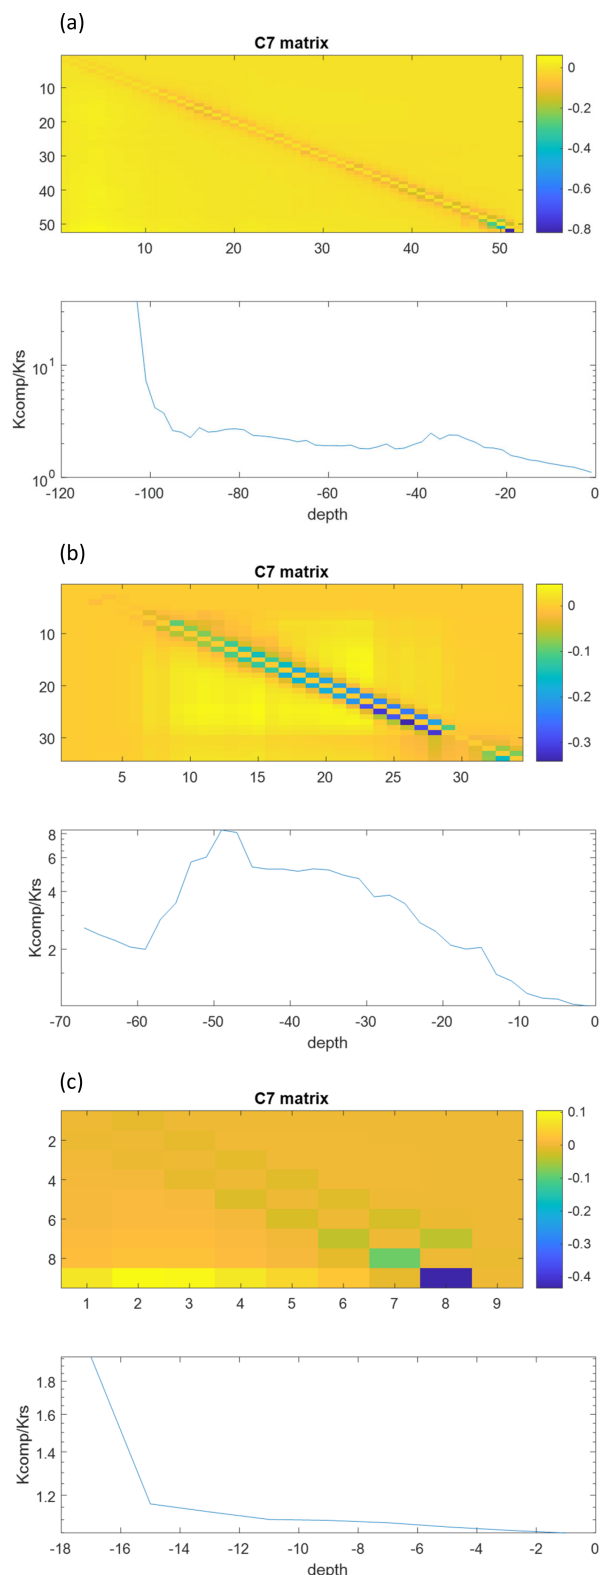 (a)
C7 matrix
0
-0.2
-0.4
-0.6
-0.8
10
20
30
40
50
10 20 30 40 50
Kcomp/Krs
10^1
10^0
-120 -100 -80 -60 -40 -20 0
depth
(b)
C7 matrix
0
-0.1
-0.2
-0.3
10
20
30
5 10 15 20 25 30
Kcomp/Krs
8
6
4
2
-70 -60 -50 -40 -30 -20 -10 0
depth
(c)
C7 matrix
0.1
0
-0.1
-0.2
-0.3
-0.4
2
4
6
8
1 2 3 4 5 6 7 8 9
Kcomp/Krs
1.8
1.6
1.4
1.2
-18 -16 -14 -12 -10 -8 -6 -4 -2 0
depth